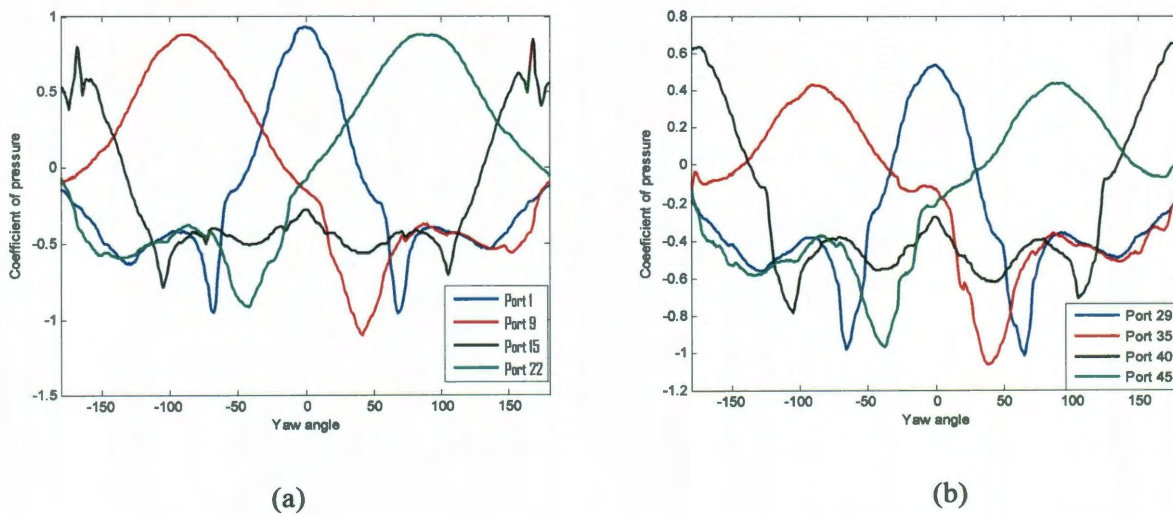 1
0.5
0
-0.5
-1
-1.5
Coefficient of pressure
-150
-100
-50
0
50
100
150
Yaw angle
Port 1
Port 9
Port 15
Port 22
(a)
0.8
0.6
0.4
0.2
0
-0.2
-0.4
-0.6
-0.8
-1
-1.2
Coeeficient of pressure
-150
-100
-50
0
50
100
150
Yaw angle
Port 29
Port 35
Port 40
Port 45
(b)